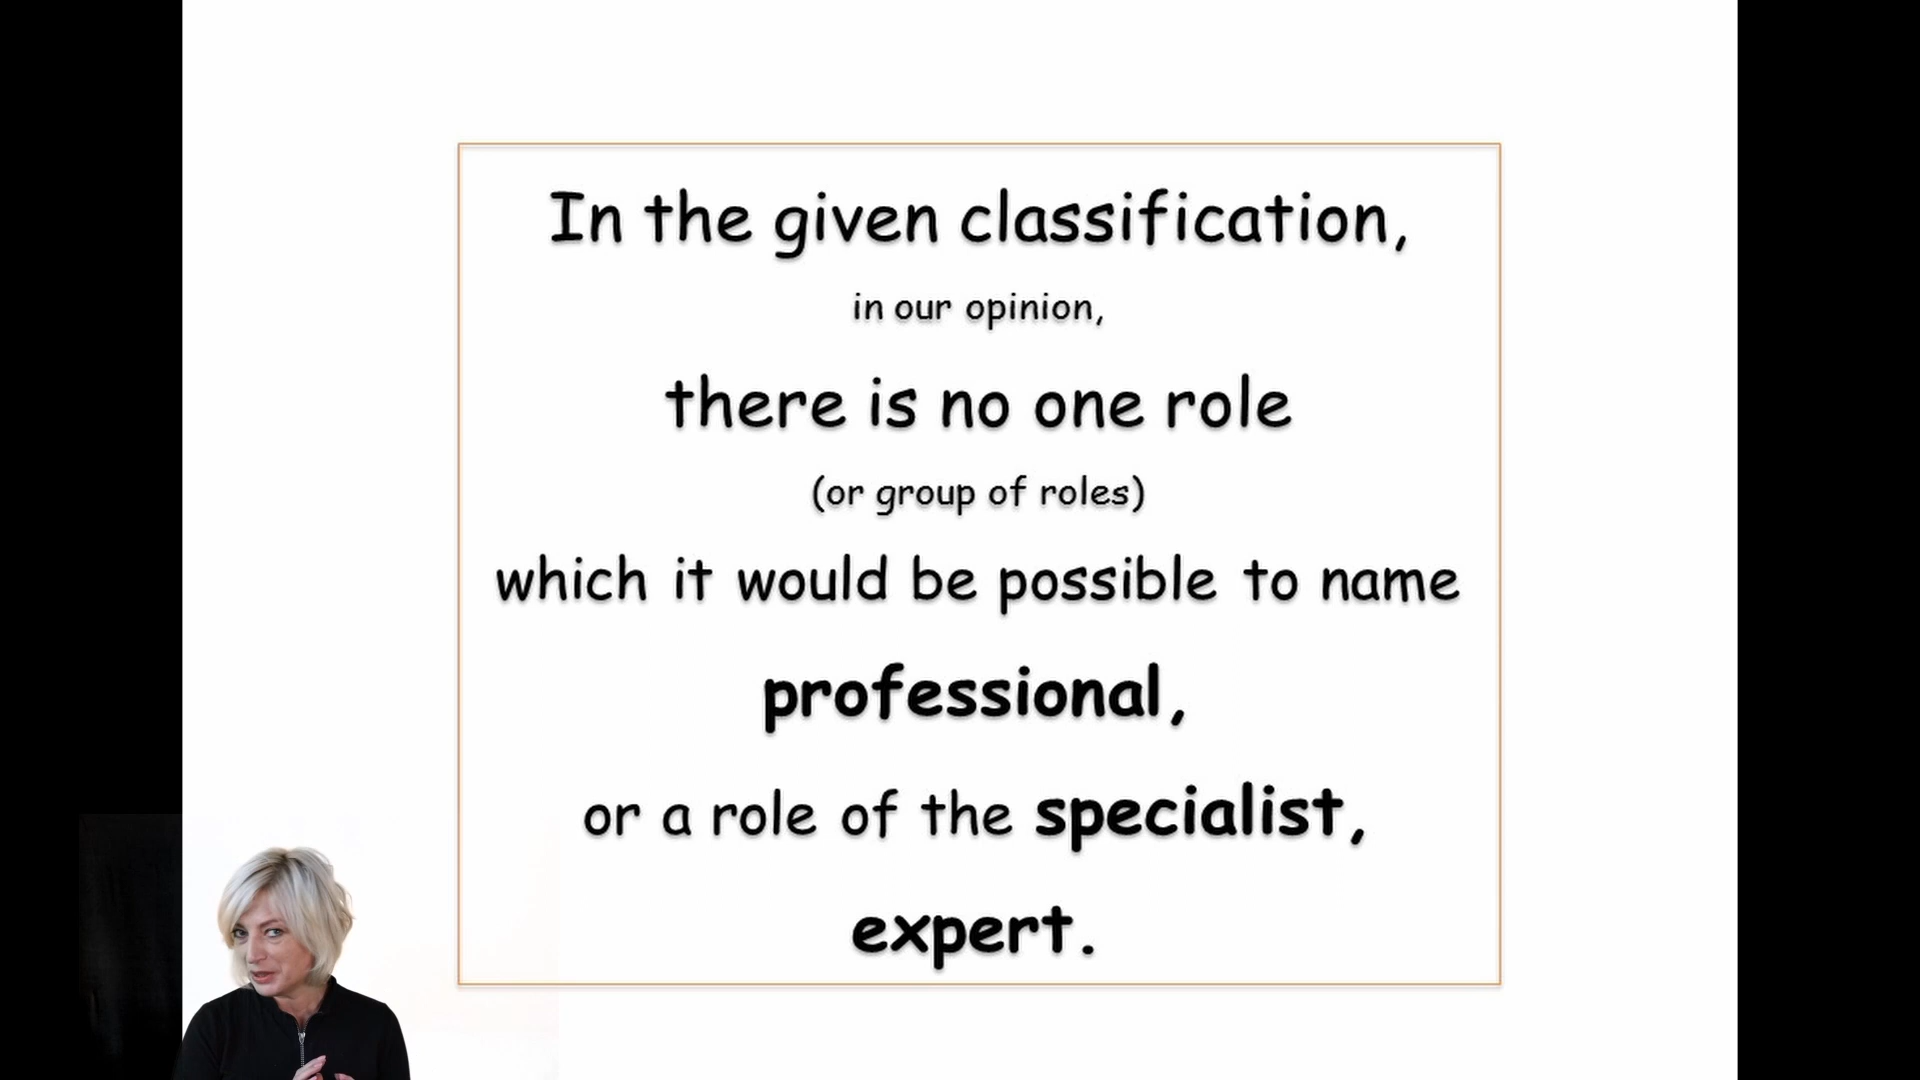 In the given classification,
in our opinion,
there is no one role
(or group of roles)
which it would be possible to name
professional,
or a role of the specialist,
expert.